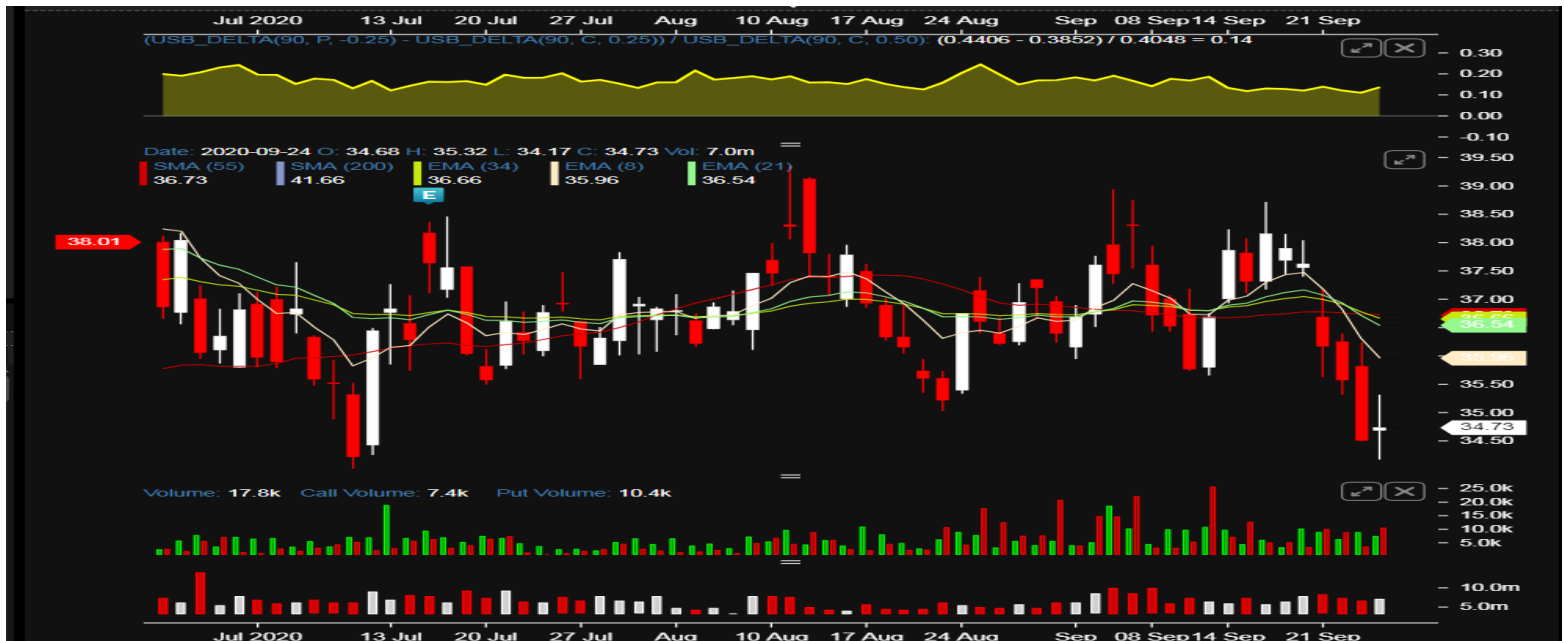 Jul 2020 13 Jul 20 Jul 27 Jul Aug 10 Aug 17 Aug 24 Aug Sep 08 Sep 14 Sep 21 Sep
(USB_DELTA(90, P, -0.25) - USB_DELTA(90, C, 0.25)) / USB_DELTA(90, C, 0.50): (0.4406 - 0.3852) / 0.4048 = 0.14
0.30
0.20
0.10
0.00
-0.10
Date: 2020-09-24 O: 34.68 H: 35.32 L: 34.17 C: 34.73 Vol: 7.0m
SMA (55) SMA (200) EMA (34) EMA (8) EMA (21)
36.73 41.66 36.66 35.96 36.54
E
39.50
39.00
38.50
38.01 38.00
37.50
37.00
36.54
35.96
35.50
35.00
34.73
34.50
Volume: 17.8k Call Volume: 7.4k Put Volume: 10.4k
25.0k
20.0k
15.0k
10.0k
5.0k
10.0m
5.0m
Jul 2020 13 Jul 20 Jul 27 Jul Aug 10 Aug 17 Aug 24 Aug Sep 08 Sep 14 Sep 21 Sep